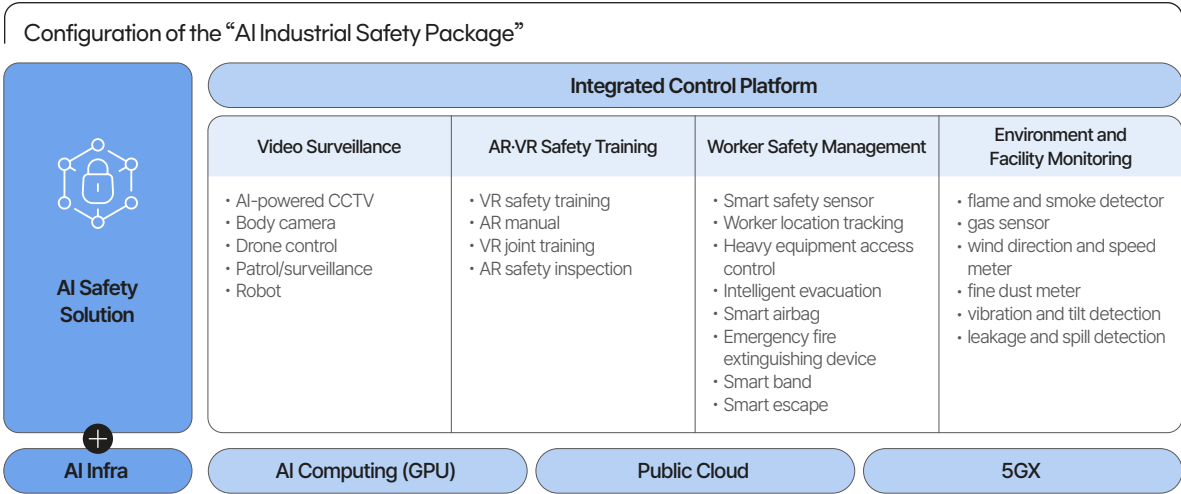 Configuration of the “AI Industrial Safety Package”
AI Safety
Solution
Integrated Control Platform
Video Surveillance
• AI-powered CCTV
• Body camera
• Drone control
• Patrol/surveillance
• Robot
AR·VR Safety Training
• VR safety training
• AR manual
• VR joint training
• AR safety inspection
Worker Safety Management
• Smart safety sensor
• Worker location tracking
• Heavy equipment access
control
• Intelligent evacuation
• Smart airbag
• Emergency fire
extinguishing device
• Smart band
• Smart escape
Environment and
Facility Monitoring
• flame and smoke detector
• gas sensor
• wind direction and speed
meter
• fine dust meter
• vibration and tilt detection
• leakage and spill detection
+
AI Infra
AI Computing (GPU)
Public Cloud
5GX